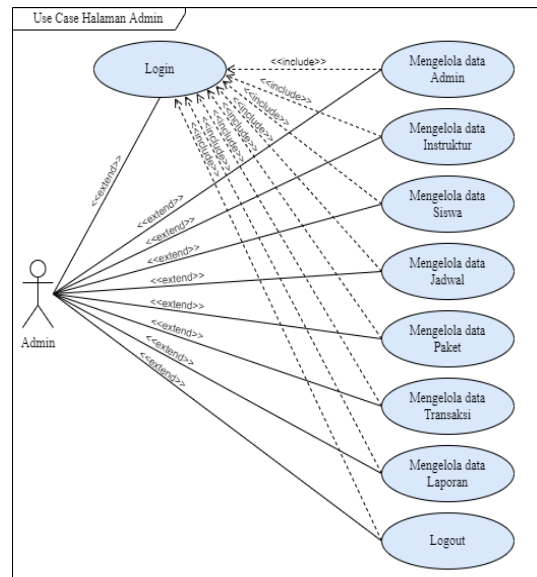 Use Case Halaman Admin
Login
<<include>>
Mengelola data
Admin
<<include>>
Mengelola data
Instruktur
<<include>>
<<include>>
<<include>>
<<include>>
<<include>>
<<include>>
<<extend>>
<<extend>>
Mengelola data
Siswa
<<extend>>
<<extend>>
Mengelola data
Jadwal
<<extend>>
Admin
<<extend>>
Mengelola data
Paket
<<extend>>
<<extend>>
Mengelola data
Transaksi
<<extend>>
Mengelola data
Laporan
Logout